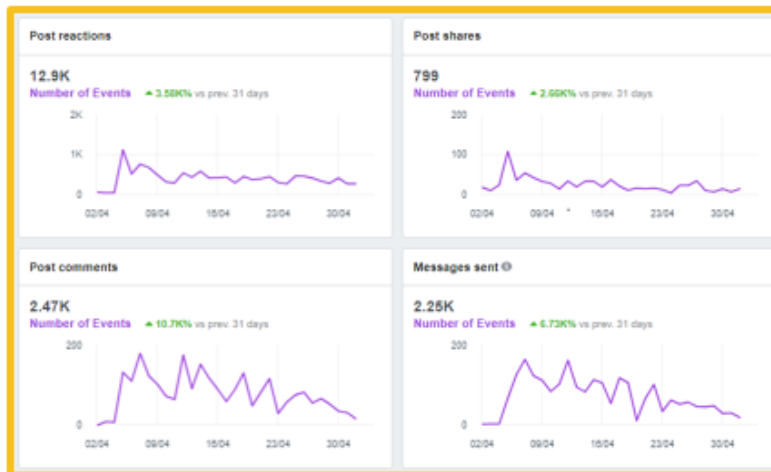 Post reactions
12.9K
Number of Events 3.58K% vs prev. 31 days
2K
1K
0
02/04 09/04 16/04 23/04 30/04
Post shares
799
Number of Events 2.66K% vs prev. 31 days
200
100
0
02/04 09/04 16/04 23/04 30/04
Post comments
2.47K
Number of Events 10.7K% vs prev. 31 days
200
0
02/04 09/04 16/04 23/04 30/04
Messages sent
2.25K
Number of Events 6.73K% vs prev. 31 days
200
0
02/04 09/04 16/04 23/04 30/04